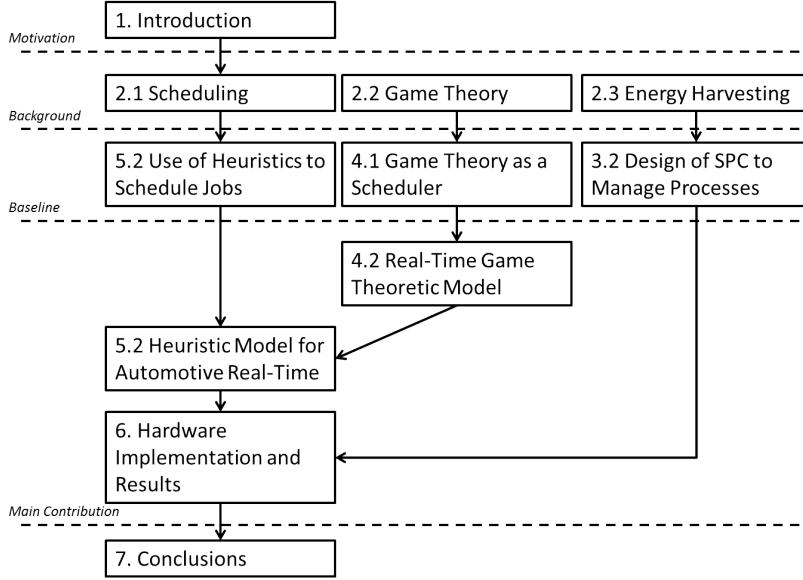 1. Introduction
Motivation
2.1 Scheduling
2.2 Game Theory
2.3 Energy Harvesting
Background
5.2 Use of Heuristics to
Schedule Jobs
4.1 Game Theory as a
Scheduler
3.2 Design of SPC to
Manage Processes
Baseline
4.2 Real-Time Game
Theoretic Model
5.2 Heuristic Model for
Automotive Real-Time
6. Hardware
Implementation and
Results
Main Contribution
7. Conclusions